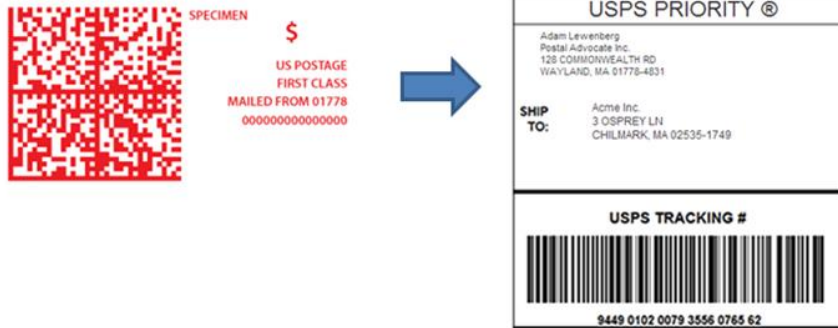 SPECIMEN
$
US POSTAGE
FIRST CLASS
MAILED FROM 01778
000000000000000
USPS PRIORITY ®
Adam Lewenberg
Postal Advocate Inc.
128 COMMONWEALTH RD
WAYLAND, MA 01778-4831
SHIP TO:
Acme Inc.
3 OSPREY LN
CHILMARK, MA 02535-1749
USPS TRACKING #
9449 0102 0079 3556 0765 62